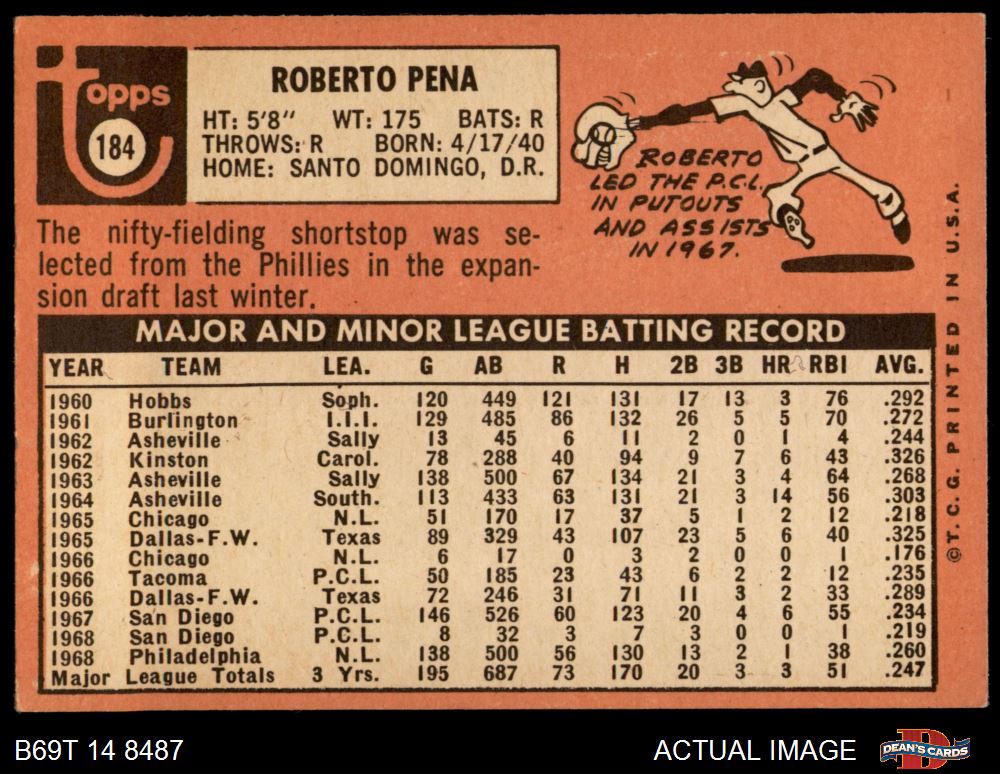 Topps
184
ROBERTO PENA
HT: 5'8" WT: 175 BATS: R
THROWS: R BORN: 4/17/40
HOME: SANTO DOMINGO, D.R.
ROBERTO
LED THE P.C.L.
IN PUTOUTS
AND ASSISTS
IN 1967.
The nifty-fielding shortstop was se-
lected from the Phillies in the expan-
sion draft last winter.
MAJOR AND MINOR LEAGUE BATTING RECORD
YEAR TEAM LEA. G AB R H 2B 3B HR RBI AVG.
1960 Hobbs Soph. 120 449 121 131 17 13 3 76 .292
1961 Burlington I.I.I. 129 485 86 132 26 5 5 70 .272
1962 Asheville Sally 13 45 6 11 2 0 1 4 .244
1962 Kinston Carol. 78 288 40 94 9 7 6 43 .326
1963 Asheville Sally 138 500 67 134 21 3 4 64 .268
1964 Asheville South. 113 433 63 131 21 3 14 56 .303
1965 Chicago N.L. 51 170 17 37 5 1 2 12 .218
1965 Dallas-F.W. Texas 89 329 43 107 23 5 6 40 .325
1966 Chicago N.L. 6 17 0 3 2 0 0 1 .176
1966 Tacoma P.C.L. 50 185 23 43 6 2 2 12 .235
1966 Dallas-F.W. Texas 72 246 31 71 11 3 2 33 .289
1967 San Diego P.C.L. 146 526 60 123 20 4 6 55 .234
1968 San Diego P.C.L. 8 32 3 7 3 0 0 1 .219
1968 Philadelphia N.L. 138 500 56 130 13 2 1 38 .260
Major League Totals 3 Yrs. 195 687 73 170 20 3 3 51 .247
©T. C. G. PRINTED IN U.S.A.
B69T 14 8487
ACTUAL IMAGE
DEAN'S CARDS